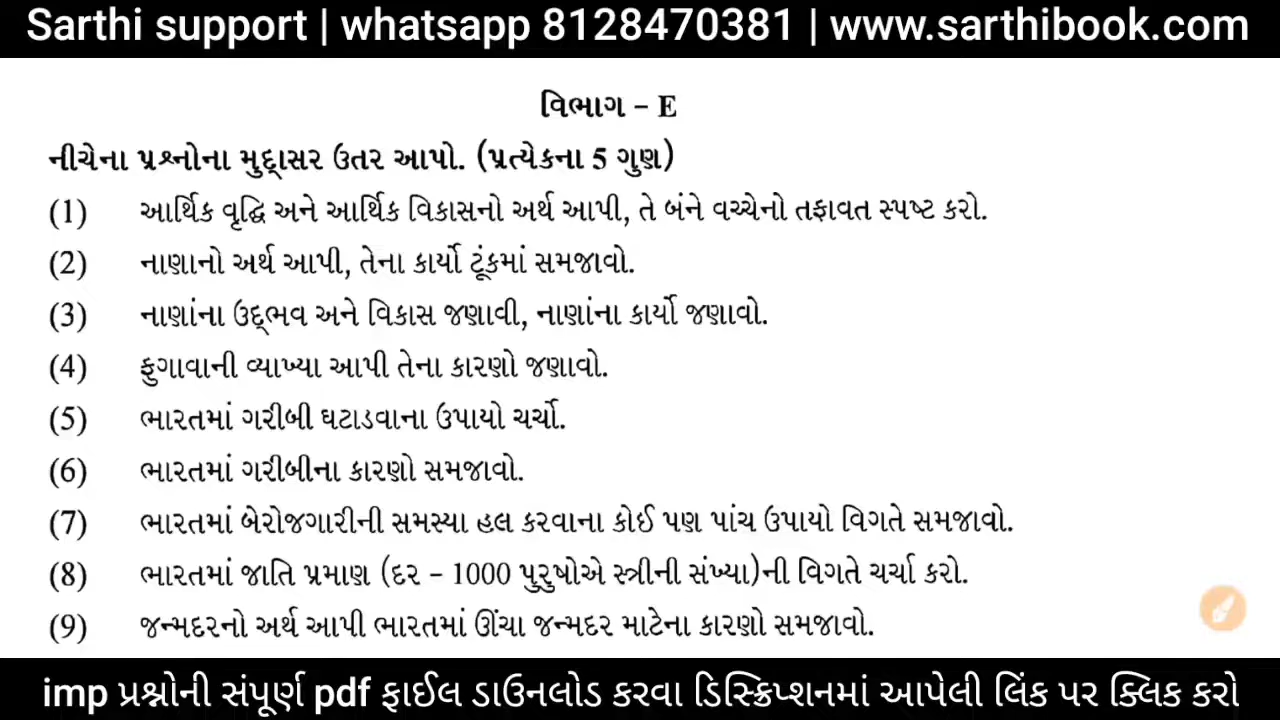 Sarthi support | whatsapp 8128470381 | www.sarthibook.com
વિભાગ – E
નીચેના પ્રશ્નોના મુદ્દાસર ઉતર આપો. (પ્રત્યેકના 5 ગુણ)
(1) આર્થિક વૃદ્ધિ અને આર્થિક વિકાસનો અર્થ આપી, તે બંને વચ્ચેનો તફાવત સ્પષ્ટ કરો.
(2) નાણાનો અર્થ આપી, તેના કાર્યો ટૂંકમાં સમજાવો.
(3) નાણાંના ઉદ્ભવ અને વિકાસ જણાવી, નાણાંના કાર્યો જણાવો.
(4) ફુગાવાની વ્યાખ્યા આપી તેના કારણો જણાવો.
(5) ભારતમાં ગરીબી ઘટાડવાના ઉપાયો ચર્ચો.
(6) ભારતમાં ગરીબીના કારણો સમજાવો.
(7) ભારતમાં બેરોજગારીની સમસ્યા હલ કરવાના કોઈ પણ પાંચ ઉપાયો વિગતે સમજાવો.
(8) ભારતમાં જાતિ પ્રમાણ (દર – 1000 પુરુષોએ સ્ત્રીની સંખ્યા)ની વિગતે ચર્ચા કરો.
(9) જન્મદરનો અર્થ આપી ભારતમાં ઊંચા જન્મદર માટેના કારણો સમજાવો.
imp પ્રશ્નોની સંપૂર્ણ pdf ફાઈલ ડાઉનલોડ કરવા ડિસ્ક્રિપ્શનમાં આપેલી લિંક પર ક્લિક કરો